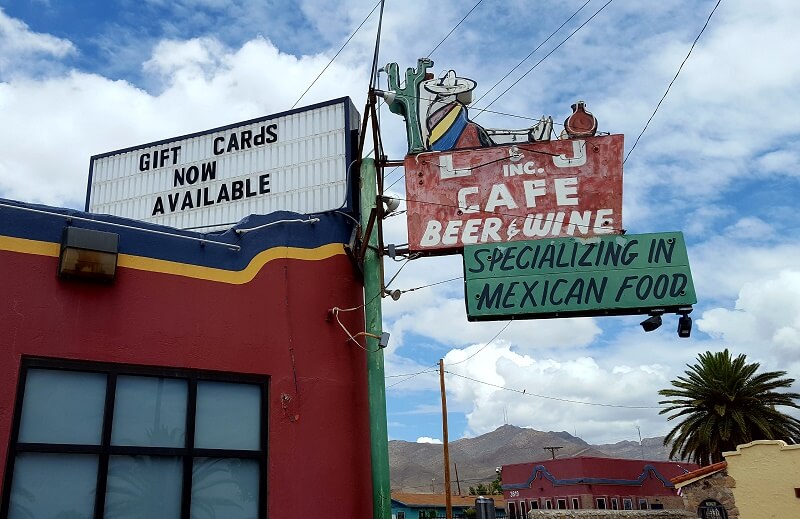 GIFT CARdS
NOW
AVAILABLE
L & J
INC.
CAFE
BEER & WINE
SPECIALIZING IN
MEXICAN FOOD